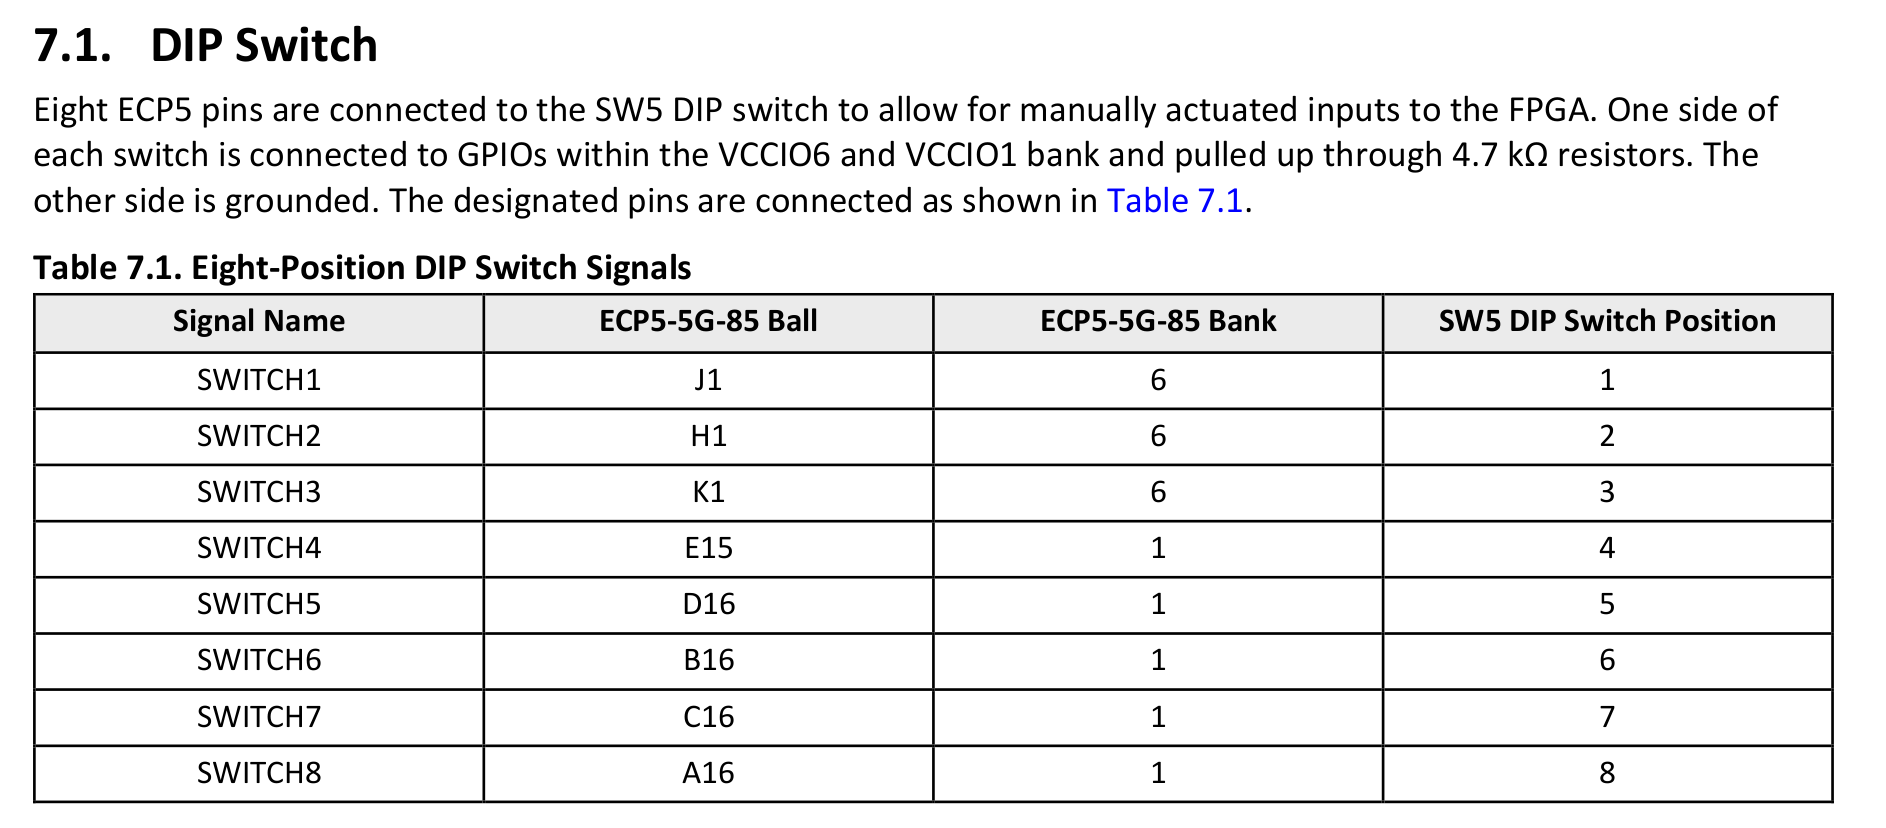 7.1. DIP Switch
Eight ECP5 pins are connected to the SW5 DIP switch to allow for manually actuated inputs to the FPGA. One side of
each switch is connected to GPIOs within the VCCIO6 and VCCIO1 bank and pulled up through 4.7 kΩ resistors. The
other side is grounded. The designated pins are connected as shown in Table 7.1.
Table 7.1. Eight-Position DIP Switch Signals
Signal Name ECP5-5G-85 Ball ECP5-5G-85 Bank SW5 DIP Switch Position
SWITCH1 J1 6 1
SWITCH2 H1 6 2
SWITCH3 K1 6 3
SWITCH4 E15 1 4
SWITCH5 D16 1 5
SWITCH6 B16 1 6
SWITCH7 C16 1 7
SWITCH8 A16 1 8